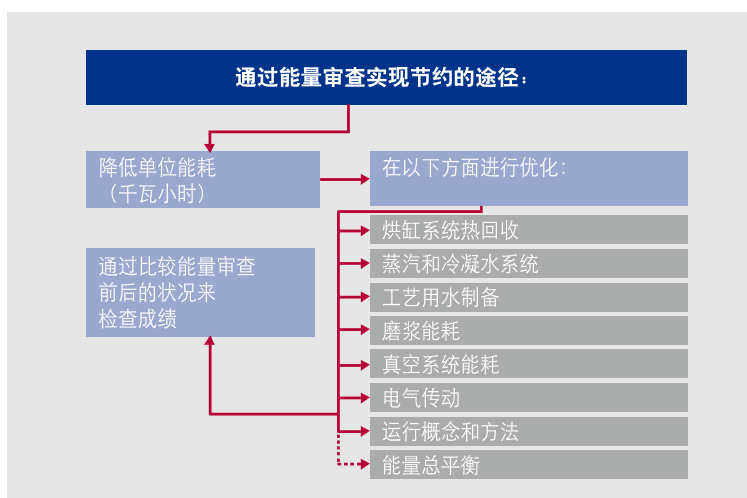 通过能量审查实现节约的途径：
降低单位能耗
（千瓦小时）
在以下方面进行优化：
烘缸系统热回收
蒸汽和冷凝水系统
工艺用水制备
磨浆能耗
真空系统能耗
电气传动
运行概念和方法
能量总平衡
通过比较能量审查
前后的状况来
检查成绩